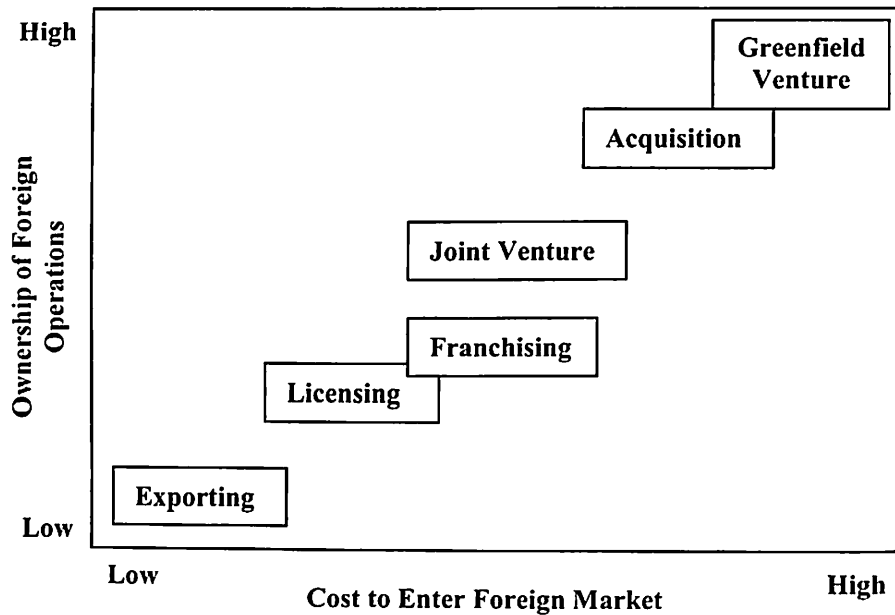 High
Greenfield
Venture
Acquisition
Ownership of Foreign
Operations
Joint Venture
Franchising
Licensing
Exporting
Low
Low
High
Cost to Enter Foreign Market